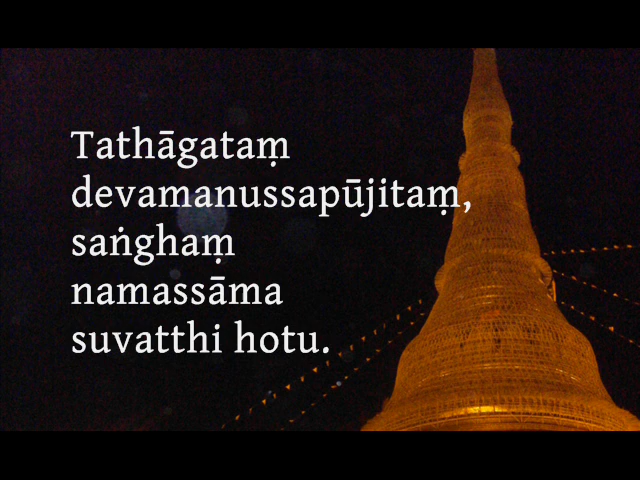 Tathāgataṃ
devamanussapūjitaṃ,
saṅghaṃ
namassāma
suvatthi hotu.